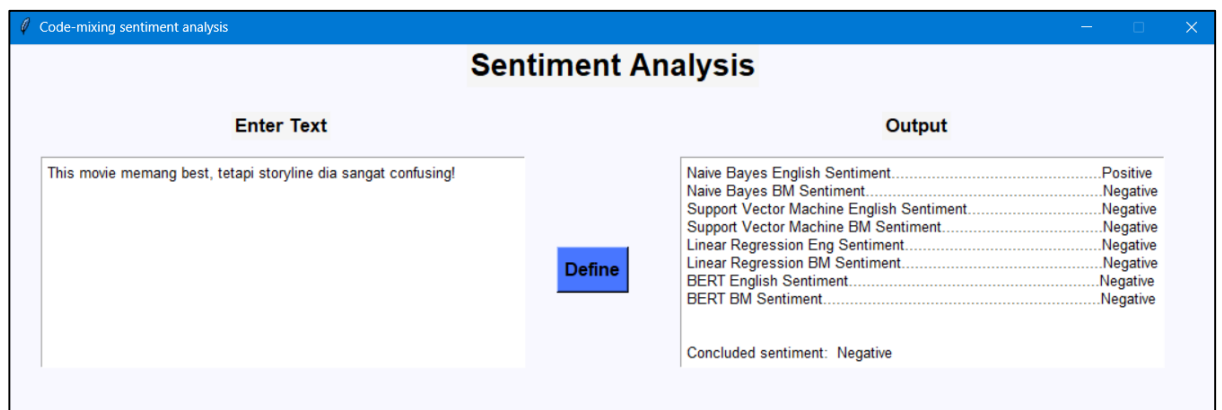 Code-mixing sentiment analysis
Sentiment Analysis
Enter Text
This movie memang best, tetapi storyline dia sangat confusing!
Define
Output
Naive Bayes English Sentiment................................................Positive
Naive Bayes BM Sentiment......................................................Negative
Support Vector Machine English Sentiment..............................Negative
Support Vector Machine BM Sentiment....................................Negative
Linear Regression Eng Sentiment.............................................Negative
Linear Regression BM Sentiment..............................................Negative
BERT English Sentiment.........................................................Negative
BERT BM Sentiment...............................................................Negative
Concluded sentiment: Negative